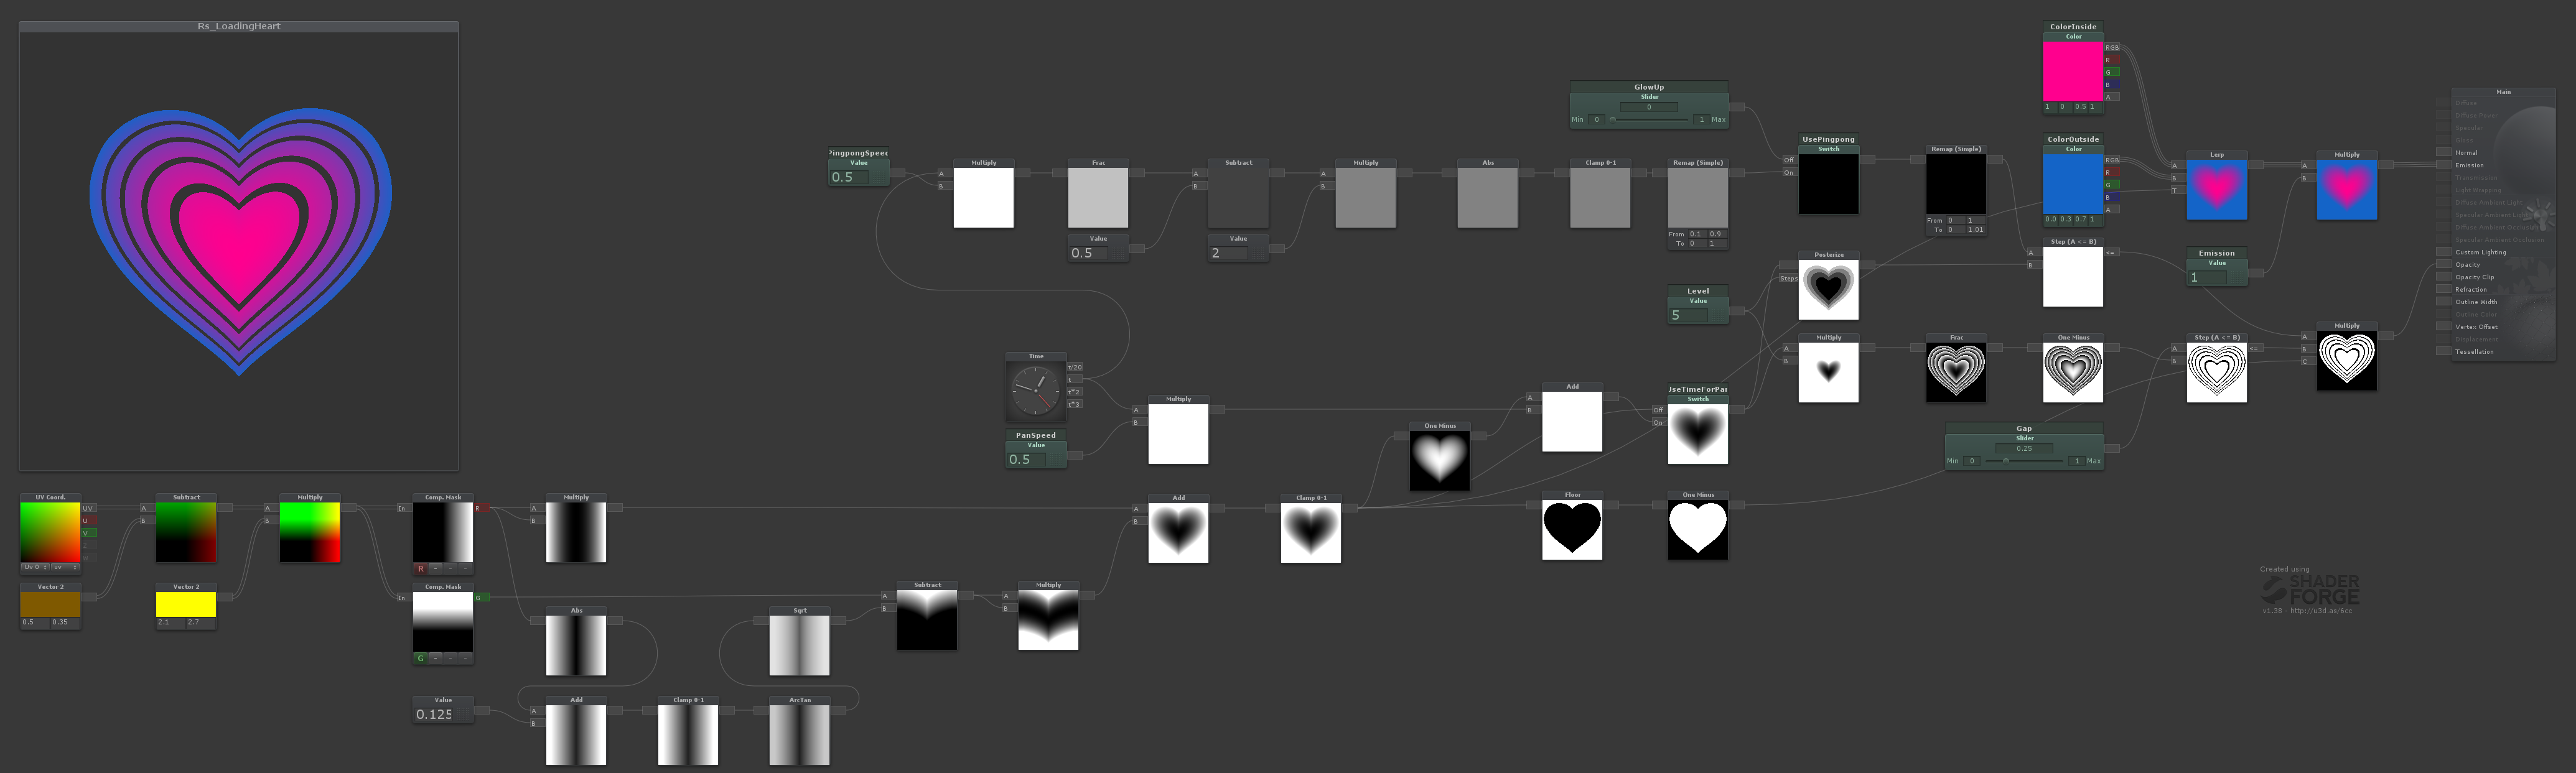 Rs_LoadingHeart
ColorInside
Color
RGB
R
G
B
A
1 0 0.5 1
GlowUp
Slider
0
Min 0 1 Max
Main
Diffuse
Diffuse Power
Specular
Gloss
Normal
Emission
Transmission
Light Wrapping
Diffuse Ambient Light
Specular Ambient Light
Diffuse Ambient Occlusion
Specular Ambient Occlusion
Custom Lighting
Opacity
Opacity Clip
Refraction
Outline Width
Outline Color
Vertex Offset
Displacement
Tessellation
PingpongSpeed
Value
0.5
Multiply
A
B
Frac
Value
0.5
Subtract
A
B
Value
2
Multiply
A
B
Abs
Clamp 0-1
Remap (Simple)
From 0.1 0.9
To 0 1
UsePingpong
Switch
Off
On
Remap (Simple)
From 0 1
To 0 1.01
ColorOutside
Color
RGB
R
G
B
A
0.0 0.3 0.7 1
Lerp
A
B
T
Multiply
A
B
Step (A <= B)
A
B
<=
Emission
Value
1
Posterize
Steps
Level
Value
5
Multiply
A
B
Frac
One Minus
Step (A <= B)
A
B
<=
Multiply
A
B
C
Time
t/20
t
t*2
t*3
PanSpeed
Value
0.5
Multiply
A
B
One Minus
Add
A
B
UseTimeForPan
Switch
Off
On
Gap
Slider
0.25
Min 0 1 Max
UV Coord.
UV
U
V
Z
W
Uv 0
uv
Vector 2
0.5 0.35
Subtract
A
B
Vector 2
2.1 2.7
Multiply
A
B
Comp. Mask
In
R
R - - -
Comp. Mask
In
G
G - - -
Multiply
A
B
Abs
Value
0.125
Add
A
B
Clamp 0-1
ArcTan
Sqrt
Subtract
A
B
Multiply
A
B
Add
A
B
Clamp 0-1
Floor
One Minus
Created using
SHADER
FORGE
v1.38 - http://u3d.as/6cc